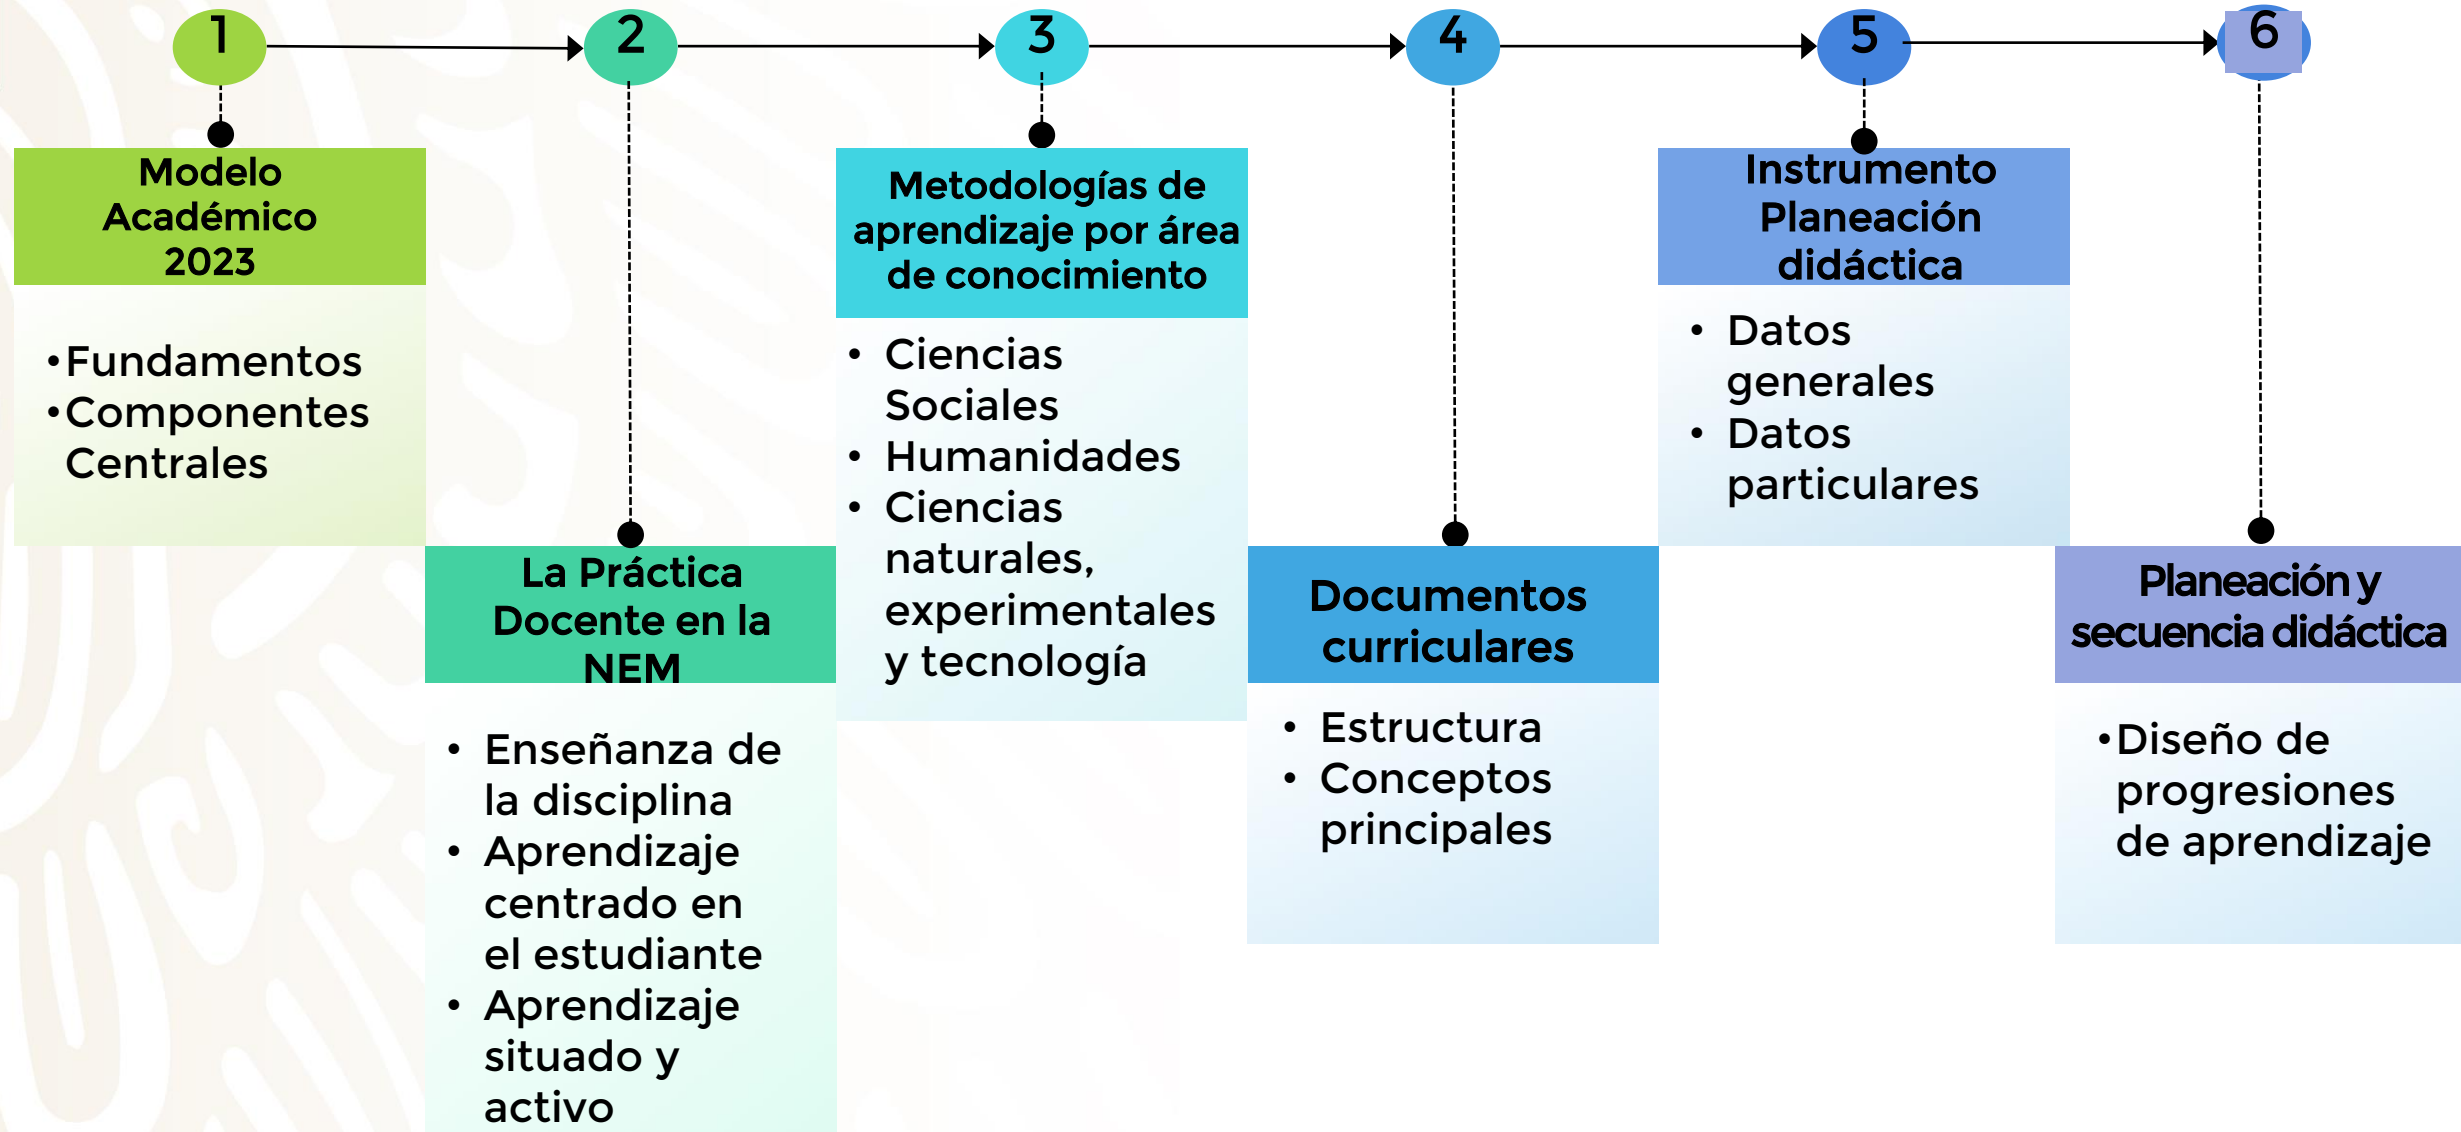 1
2
3
4
5
6
Modelo
Académico
2023
•Fundamentos
•Componentes
Centrales
La Práctica
Docente en la
NEM
• Enseñanza de
la disciplina
• Aprendizaje
centrado en
el estudiante
• Aprendizaje
situado y
activo
Metodologías de
aprendizaje por área
de conocimiento
• Ciencias
Sociales
• Humanidades
• Ciencias
naturales,
experimentales
y tecnología
Documentos
curriculares
• Estructura
• Conceptos
principales
Instrumento
Planeación
didáctica
• Datos
generales
• Datos
particulares
Planeación y
secuencia didáctica
•Diseño de
progresiones
de aprendizaje